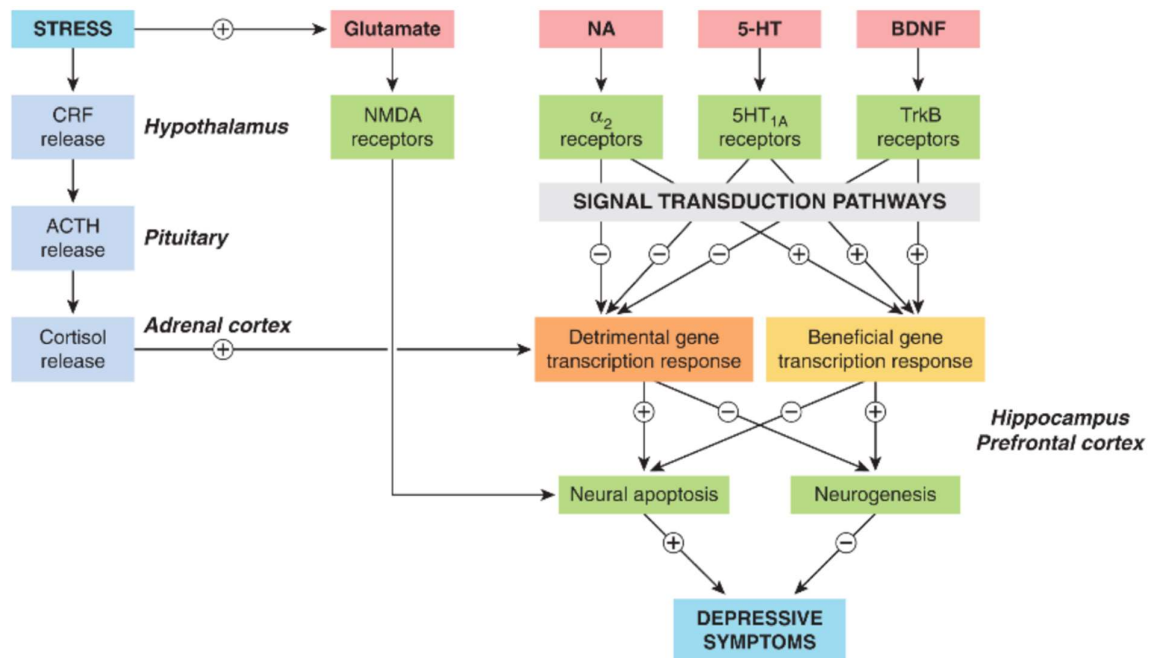 STRESS
+
Glutamate
NA
5-HT
BDNF
CRF
release
Hypothalamus
NMDA
receptors
α₂
receptors
5HT₁A
receptors
TrkB
receptors
SIGNAL TRANSDUCTION PATHWAYS
ACTH
release
Pituitary
−
−
−
+
+
+
Cortisol
release
Adrenal cortex
+
Detrimental gene
transcription response
Beneficial gene
transcription response
+
−
−
+
Hippocampus
Prefrontal cortex
Neural apoptosis
Neurogenesis
+
−
DEPRESSIVE
SYMPTOMS